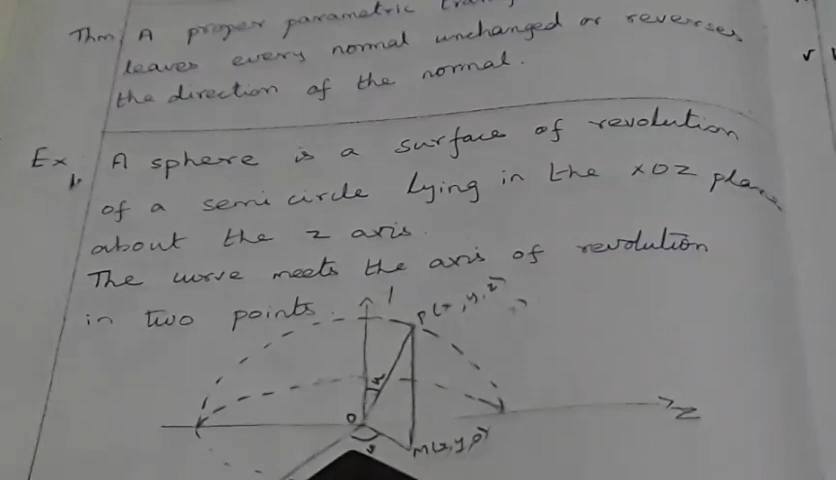 Thm A proper parametric
leaves every normal unchanged or reverses
the direction of the normal.
Ex 1. A sphere is a surface of revolution
of a semi circle lying in the XOZ plane
about the z axis.
The curve meets the axis of revolution
in two points.
P(x, y, z)
u
O
Z
v
M(x, y, 0)